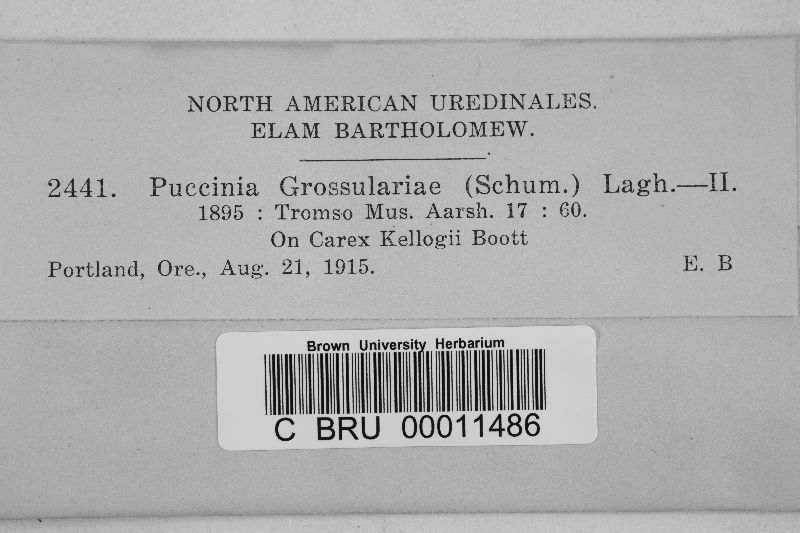 NORTH AMERICAN UREDINALES.
ELAM BARTHOLOMEW.
2441. Puccinia Grossulariae (Schum.) Lagh.—II.
1895 : Tromso Mus. Aarsh. 17 : 60.
On Carex Kellogii Boott
Portland, Ore., Aug. 21, 1915. E. B
Brown University Herbarium
C BRU 00011486